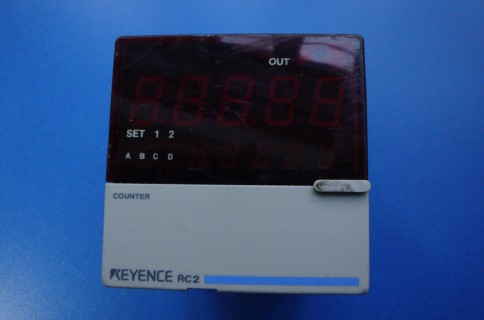 OUT
SET 1 2
A B C D
COUNTER
KEYENCE RC2